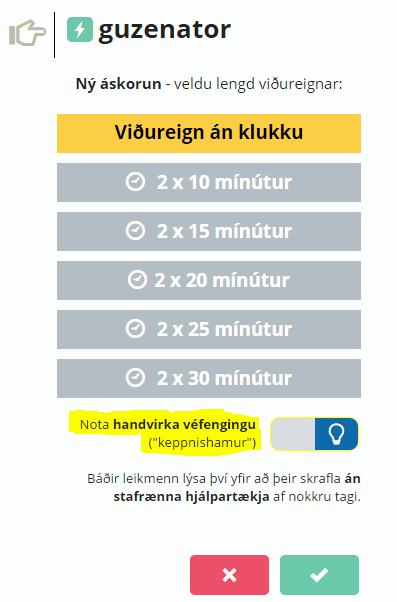 guzenator
Ný áskorun - veldu lengd viðureignar:
Viðureign án klukku
2 x 10 mínútur
2 x 15 mínútur
2 x 20 mínútur
2 x 25 mínútur
2 x 30 mínútur
Nota handvirka véfengingu
("keppnishamur")
Báðir leikmenn lýsa því yfir að þeir skrafla án
stafrænna hjálpartækja af nokkru tagi.